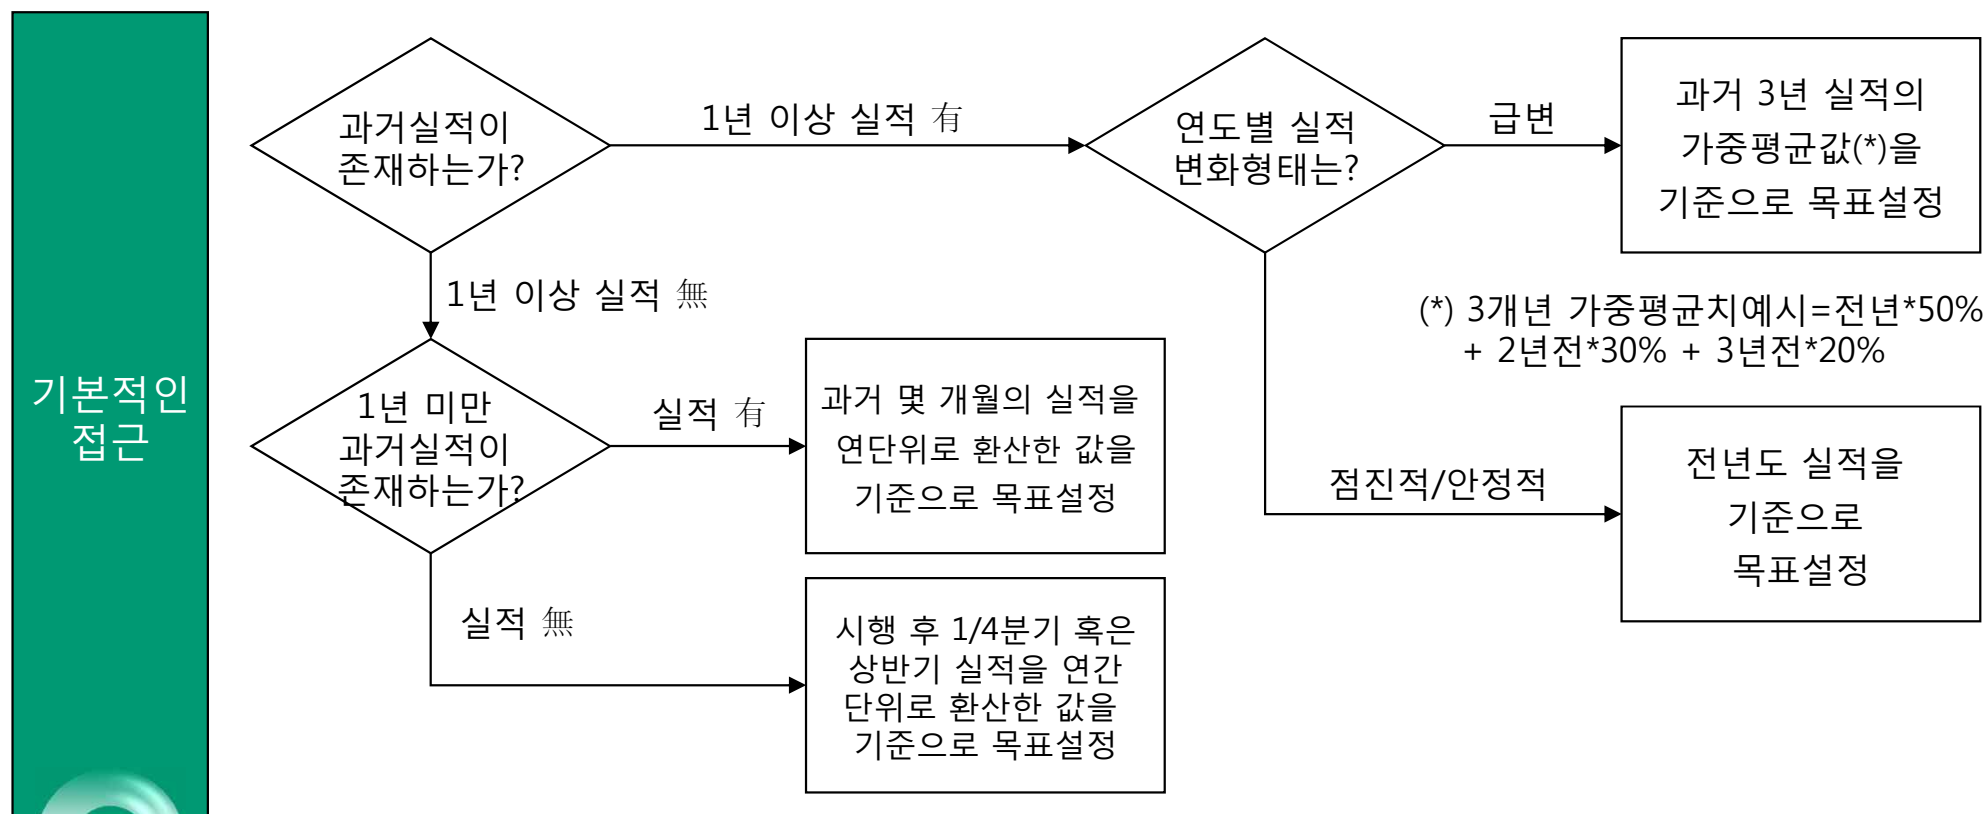 기본적인
접근
과거실적이
존재하는가?
1년 이상 실적 有
연도별 실적
변화형태는?
급변
과거 3년 실적의
가중평균값(*)을
기준으로 목표설정
1년 이상 실적 無
(*) 3개년 가중평균치예시=전년*50%
+ 2년전*30% + 3년전*20%
1년 미만
과거실적이
존재하는가?
실적 有
과거 몇 개월의 실적을
연단위로 환산한 값을
기준으로 목표설정
점진적/안정적
전년도 실적을
기준으로
목표설정
실적 無
시행 후 1/4분기 혹은
상반기 실적을 연간
단위로 환산한 값을
기준으로 목표설정